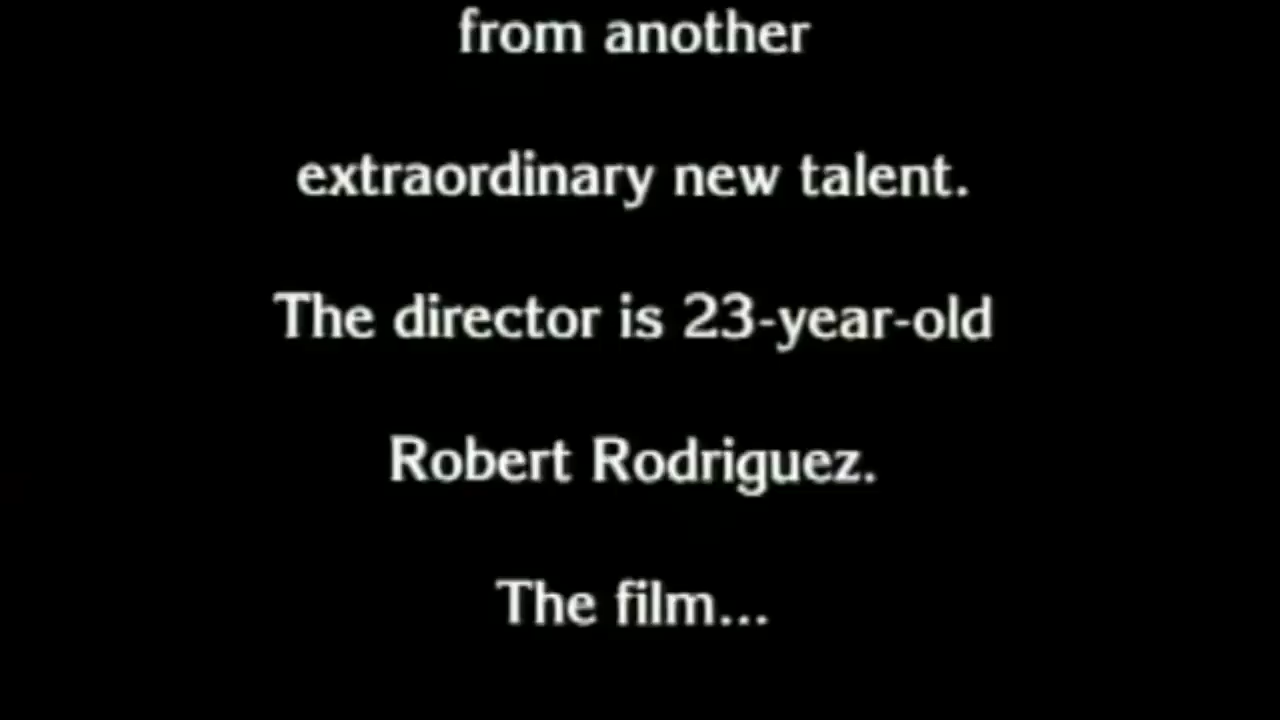 from another
extraordinary new talent.
The director is 23-year-old
Robert Rodriguez.
The film...